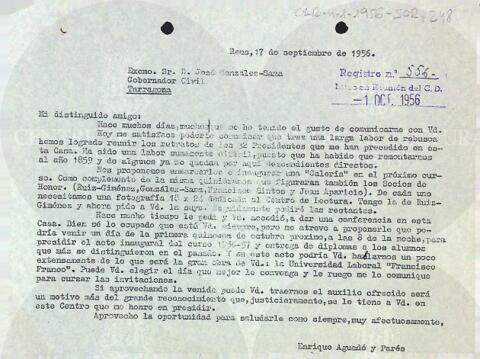 CLR-
-1956-SOR
248
Reus, 17 de septiembre de 1956.
Excmo. Sr. D. José González-Sama
Gobernador Civil
Tarragona
Registro n.º 556
en Reunión del C. D.
-1 OCT. 1956
Mi distinguido amigo:
Hace muchos días, muchos que no he tenido el gusto de comunicarme con Vd.
Hoy me satisface poderle comunicar que tras una larga labor de rebusca
hemos logrado reunir los retratos de los 32 Presidentes que me han precedido en es-
ta Casa. Ha sido una labor sumamente difícil, puesto que ha habido que remontarnos
al año 1859 y de algunos ya no quedan por aquí descendientes directos.
Nos proponemos enmarcarlos e inaugurar una "Galería" en el próximo cur-
so. Como complemento de la misma quisiéramos que figuraran también los Socios de
Honor. (Ruiz-Giménez, González-Sama, Francisco Sintes y Juan Aparicio). De cada uno
necesitamos una fotografía 18 x 24 dedicada al Centro de Lectura. Tengo la de Ruiz-
Giménez y ahora pido a Vd. la suya. Seguidamente pediré las restantes.
Hace mucho tiempo le pedí y Vd. accedió, a dar una conferencia en esta
Casa. Bien sé lo ocupado que está Vd. siempre, pero me atrevo a proponerle que po-
dría venir un día de la primera quincena de octubre próximo, a las 8 de la noche, para
presidir el acto inaugural del curso 1956-57 y entrega de diplomas a los alumnos
que más se distinguieron en el pasado. Y en este acto podría Vd. hablarnos un poco
extensamente de lo que será la gran obra de Vd.: la Universidad Laboral "Francisco
Franco". Puede Vd. elegir el día que mejor le convenga y le ruego me lo comunique
para cursar las invitaciones.
Si aprovechando la venida puede Vd. traernos el auxilio ofrecido será
un motivo más del grande reconocimiento que, justicieramente, se le tiene a Vd. en
este Centro que me honro en presidir.
Aprovecho la oportunidad para saludarle como siempre, muy afectuosamente,
Enrique Aguadé y Parés